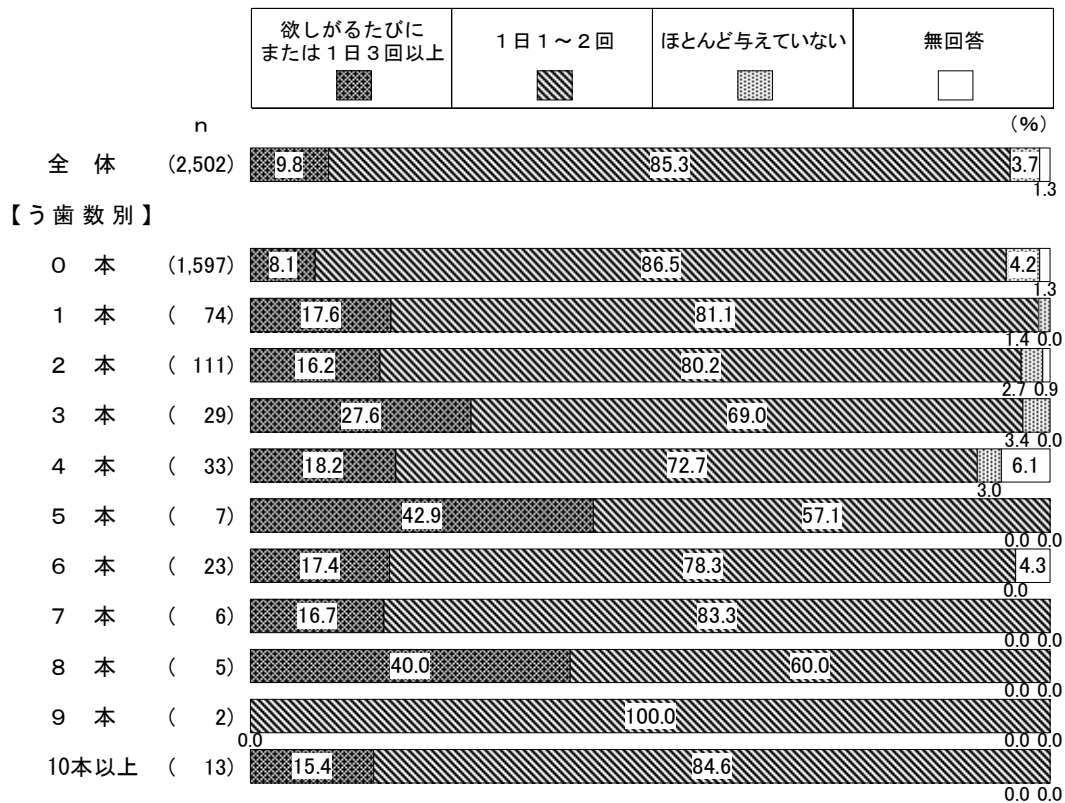 欲しがるたびに
または１日３回以上
１日１～２回
ほとんど与えていない
無回答
n
(%)
全 体 (2,502) 9.8 85.3 3.7
1.3
【う歯数別】
０ 本 (1,597) 8.1 86.5 4.2
1.3
１ 本 ( 74) 17.6 81.1
1.4 0.0
２ 本 ( 111) 16.2 80.2
2.7 0.9
３ 本 ( 29) 27.6 69.0
3.4 0.0
４ 本 ( 33) 18.2 72.7 6.1
3.0
５ 本 ( 7) 42.9 57.1
0.0 0.0
６ 本 ( 23) 17.4 78.3 4.3
0.0
７ 本 ( 6) 16.7 83.3
0.0 0.0
８ 本 ( 5) 40.0 60.0
0.0 0.0
９ 本 ( 2) 100.0
0.0 0.0 0.0
10本以上 ( 13) 15.4 84.6
0.0 0.0